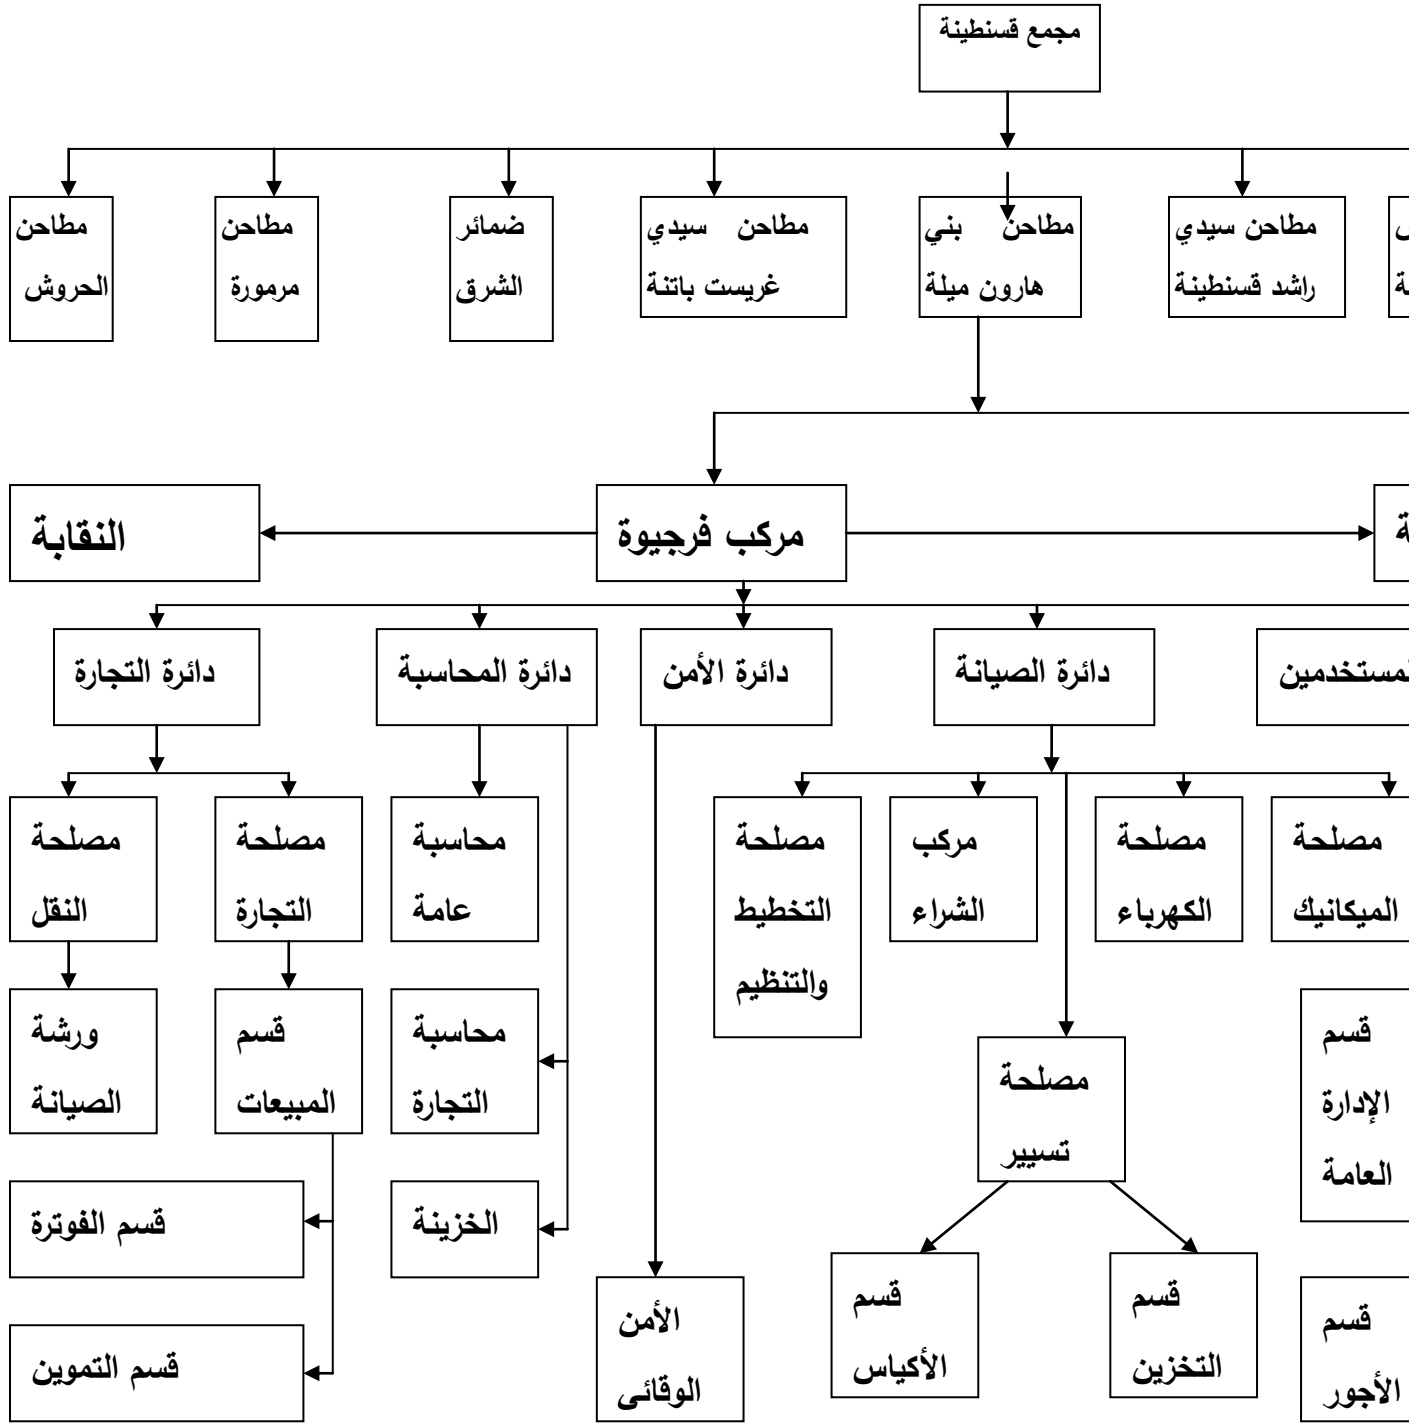 مجمع قسنطينة
مطاحن سيدي
راشد قسنطينة
مطاحن بني
هارون ميلة
مطاحن سيدي
غريست باتنة
ضمائر
الشرق
مطاحن
مرمورة
مطاحن
الحروش
مركب فرجيوة
النقابة
لمستخدمين
دائرة الصيانة
دائرة الأمن
دائرة المحاسبة
دائرة التجارة
مصلحة
الميكانيك
مصلحة
الكهرباء
مركب
الشراء
مصلحة
التخطيط
والتنظيم
محاسبة
عامة
مصلحة
التجارة
مصلحة
النقل
قسم
الإدارة
العامة
مصلحة
تسيير
محاسبة
التجارة
قسم
المبيعات
ورشة
الصيانة
الخزينة
قسم الفوترة
قسم
الأجور
قسم
التخزين
قسم
الأكياس
الأمن
الوقائى
قسم التموين